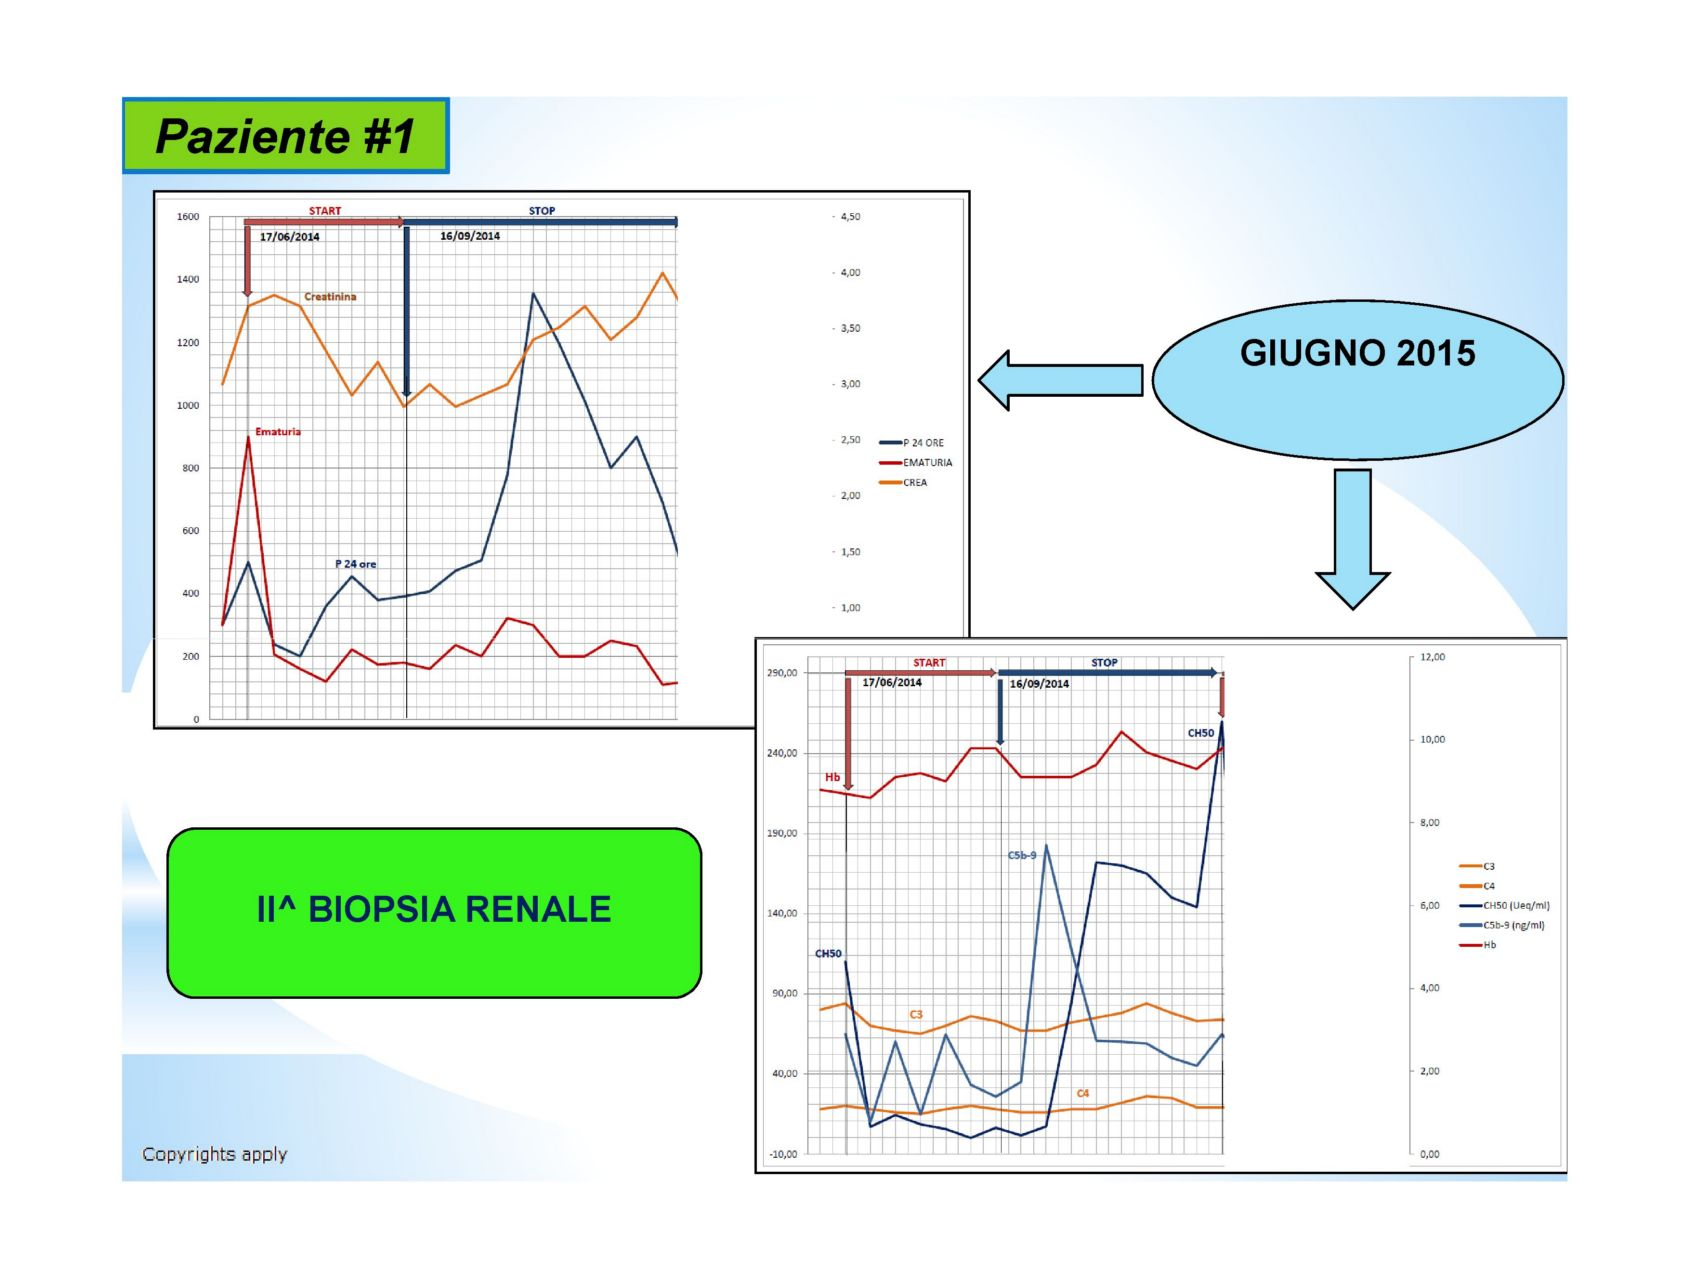 Paziente #1
START
STOP
17/06/2014
16/09/2014
1600
1400
1200
1000
800
600
400
200
0
Creatinina
Ematuria
P 24 ore
- 4,50
- 4,00
- 3,50
- 3,00
- 2,50
- 2,00
- 1,50
- 1,00
P 24 ORE
EMATURIA
CREA
GIUGNO 2015
START
STOP
17/06/2014
16/09/2014
290,00
240,00
190,00
140,00
90,00
40,00
-10,00
CH50
Hb
C5b-9
CH50
C3
C4
12,00
10,00
8,00
6,00
4,00
2,00
0,00
C3
C4
CH50 (Ueq/ml)
C5b-9 (ng/ml)
Hb
II^ BIOPSIA RENALE
Copyrights apply